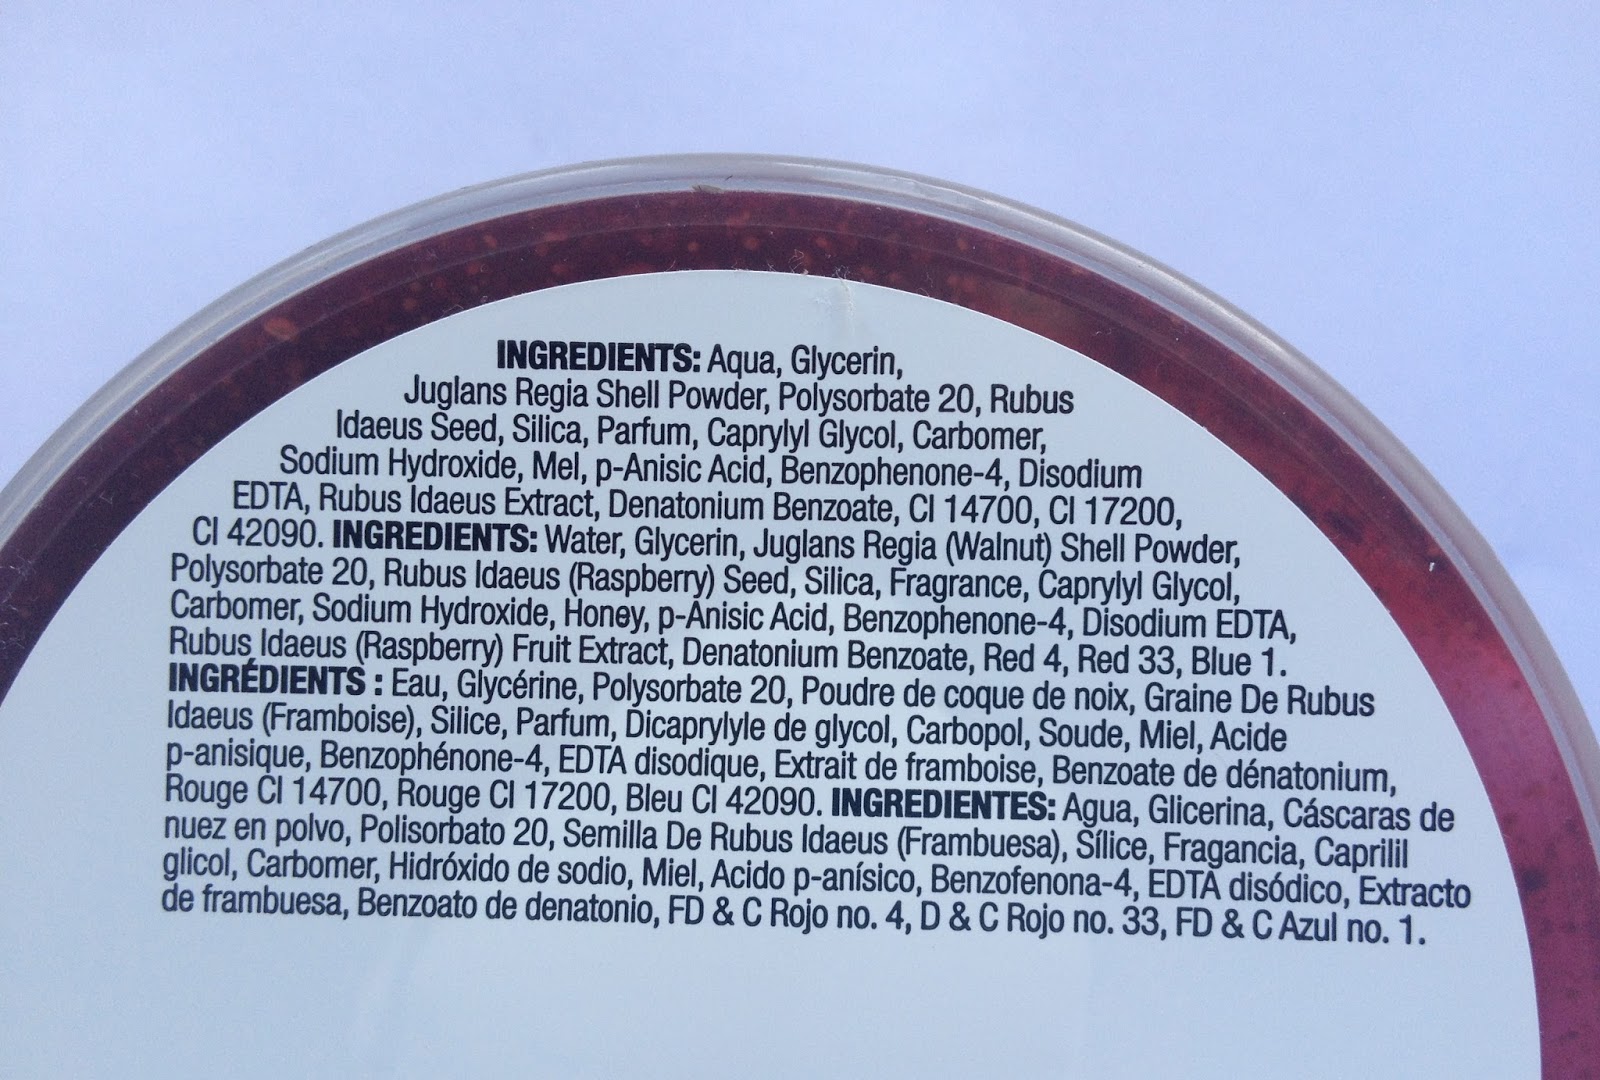 INGREDIENTS: Aqua, Glycerin,
Juglans Regia Shell Powder, Polysorbate 20, Rubus
Idaeus Seed, Silica, Parfum, Caprylyl Glycol, Carbomer,
Sodium Hydroxide, Mel, p-Anisic Acid, Benzophenone-4, Disodium
EDTA, Rubus Idaeus Extract, Denatonium Benzoate, CI 14700, CI 17200,
CI 42090. INGREDIENTS: Water, Glycerin, Juglans Regia (Walnut) Shell Powder,
Polysorbate 20, Rubus Idaeus (Raspberry) Seed, Silica, Fragrance, Caprylyl Glycol,
Carbomer, Sodium Hydroxide, Honey, p-Anisic Acid, Benzophenone-4, Disodium EDTA,
Rubus Idaeus (Raspberry) Fruit Extract, Denatonium Benzoate, Red 4, Red 33, Blue 1.
INGRÉDIENTS : Eau, Glycérine, Polysorbate 20, Poudre de coque de noix, Graine De Rubus
Idaeus (Framboise), Silice, Parfum, Dicaprylyle de glycol, Carbopol, Soude, Miel, Acide
p-anisique, Benzophénone-4, EDTA disodique, Extrait de framboise, Benzoate de dénatonium,
Rouge CI 14700, Rouge CI 17200, Bleu CI 42090. INGREDIENTES: Agua, Glicerina, Cáscaras de
nuez en polvo, Polisorbato 20, Semilla De Rubus Idaeus (Frambuesa), Sílice, Fragancia, Caprilil
glicol, Carbomer, Hidróxido de sodio, Miel, Acido p-anísico, Benzofenona-4, EDTA disódico, Extracto
de frambuesa, Benzoato de denatonio, FD & C Rojo no. 4, D & C Rojo no. 33, FD & C Azul no. 1.